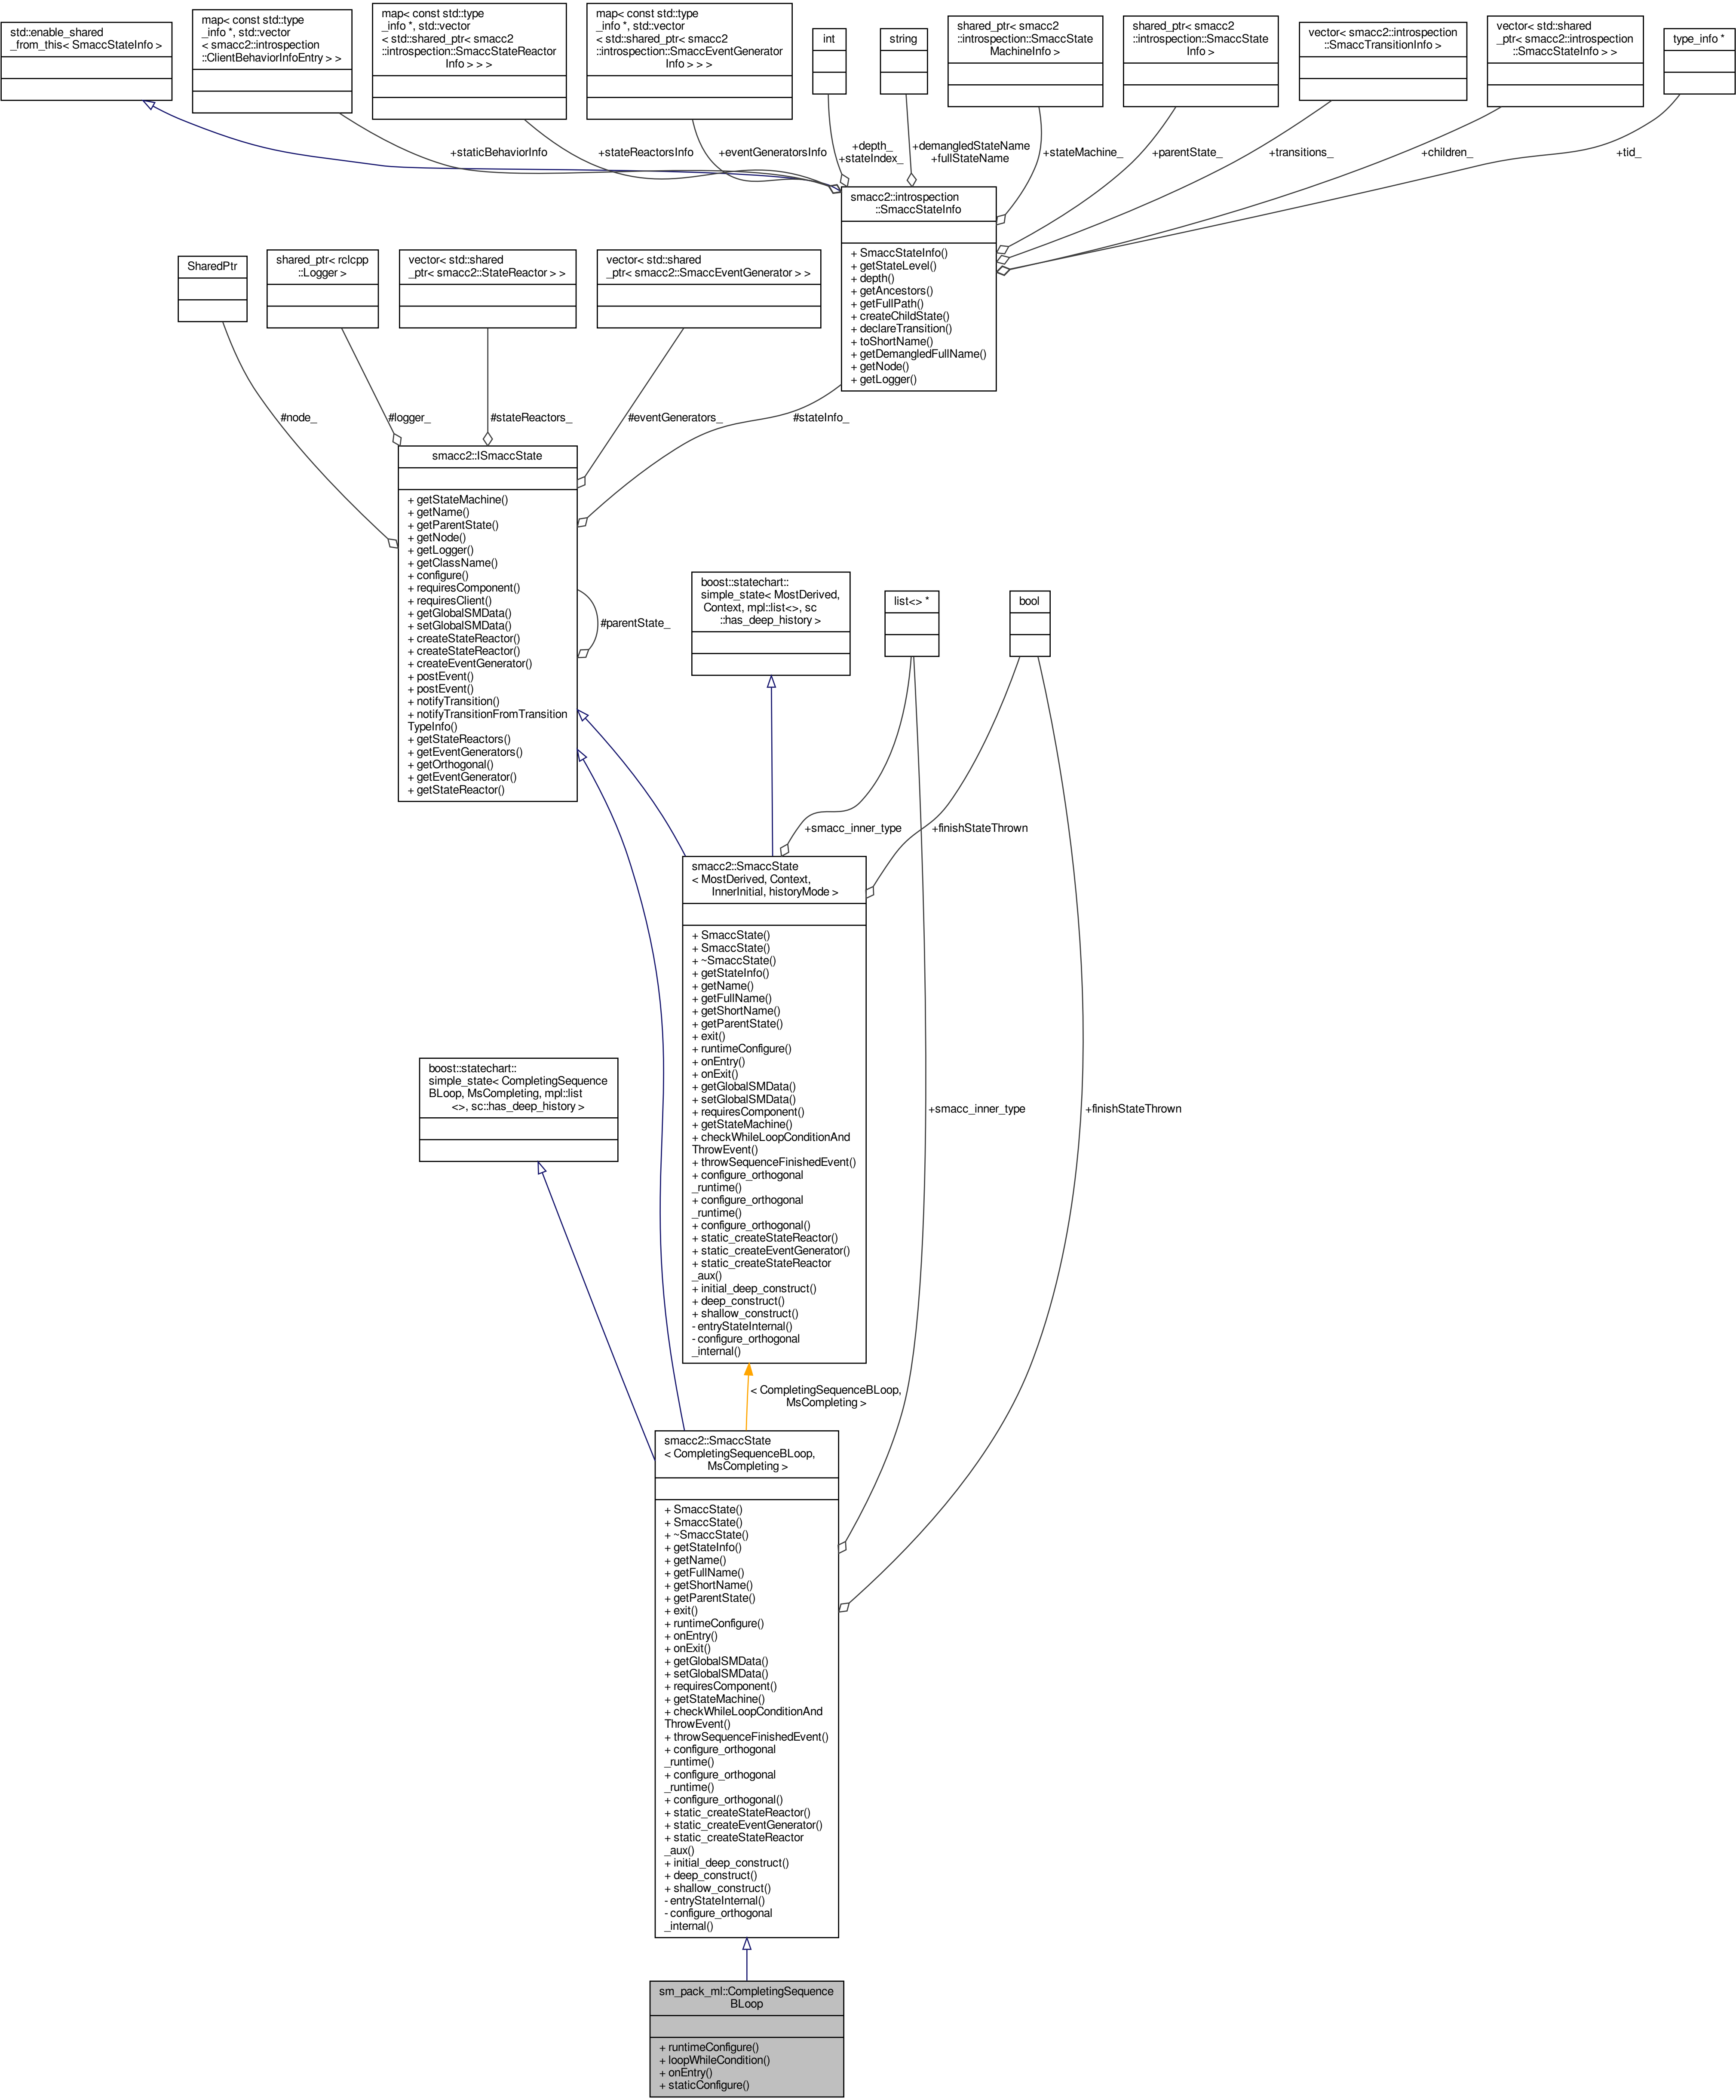 std::enable_shared
_from_this< SmaccStateInfo >
map< const std::type
_info *, std::vector
< smacc2::introspection
::ClientBehaviorInfoEntry > >
map< const std::type
_info *, std::vector
< std::shared_ptr< smacc2
::introspection::SmaccStateReactor
Info > > >
map< const std::type
_info *, std::vector
< std::shared_ptr< smacc2
::introspection::SmaccEventGenerator
Info > > >
int
string
shared_ptr< smacc2
::introspection::SmaccState
MachineInfo >
shared_ptr< smacc2
::introspection::SmaccState
Info >
vector< smacc2::introspection
::SmaccTransitionInfo >
vector< std::shared
_ptr< smacc2::introspection
::SmaccStateInfo > >
type_info *
+staticBehaviorInfo
+stateReactorsInfo
+eventGeneratorsInfo
+depth_
+stateIndex_
+demangledStateName
+fullStateName
+stateMachine_
+parentState_
+transitions_
+children_
+tid_
smacc2::introspection
::SmaccStateInfo
+ SmaccStateInfo()
+ getStateLevel()
+ depth()
+ getAncestors()
+ getFullPath()
+ createChildState()
+ declareTransition()
+ toShortName()
+ getDemangledFullName()
+ getNode()
+ getLogger()
SharedPtr
shared_ptr< rclcpp
::Logger >
vector< std::shared
_ptr< smacc2::StateReactor > >
vector< std::shared
_ptr< smacc2::SmaccEventGenerator > >
#node_
#logger_
#stateReactors_
#eventGenerators_
#stateInfo_
smacc2::ISmaccState
+ getStateMachine()
+ getName()
+ getParentState()
+ getNode()
+ getLogger()
+ getClassName()
+ configure()
+ requiresComponent()
+ requiresClient()
+ getGlobalSMData()
+ setGlobalSMData()
+ createStateReactor()
+ createStateReactor()
+ createEventGenerator()
+ postEvent()
+ postEvent()
+ notifyTransition()
+ notifyTransitionFromTransition
TypeInfo()
+ getStateReactors()
+ getEventGenerators()
+ getOrthogonal()
+ getEventGenerator()
+ getStateReactor()
#parentState_
boost::statechart::
simple_state< MostDerived,
Context, mpl::list<>, sc
::has_deep_history >
list<> *
bool
+smacc_inner_type
+finishStateThrown
smacc2::SmaccState
< MostDerived, Context,
InnerInitial, historyMode >
+ SmaccState()
+ SmaccState()
+ ~SmaccState()
+ getStateInfo()
+ getName()
+ getFullName()
+ getShortName()
+ getParentState()
+ exit()
+ runtimeConfigure()
+ onEntry()
+ onExit()
+ getGlobalSMData()
+ setGlobalSMData()
+ requiresComponent()
+ getStateMachine()
+ checkWhileLoopConditionAnd
ThrowEvent()
+ throwSequenceFinishedEvent()
+ configure_orthogonal
_runtime()
+ configure_orthogonal
_runtime()
+ configure_orthogonal()
+ static_createStateReactor()
+ static_createEventGenerator()
+ static_createStateReactor
_aux()
+ initial_deep_construct()
+ deep_construct()
+ shallow_construct()
- entryStateInternal()
- configure_orthogonal
_internal()
boost::statechart::
simple_state< CompletingSequence
BLoop, MsCompleting, mpl::list
<>, sc::has_deep_history >
+smacc_inner_type
+finishStateThrown
< CompletingSequenceBLoop,
MsCompleting >
smacc2::SmaccState
< CompletingSequenceBLoop,
MsCompleting >
+ SmaccState()
+ SmaccState()
+ ~SmaccState()
+ getStateInfo()
+ getName()
+ getFullName()
+ getShortName()
+ getParentState()
+ exit()
+ runtimeConfigure()
+ onEntry()
+ onExit()
+ getGlobalSMData()
+ setGlobalSMData()
+ requiresComponent()
+ getStateMachine()
+ checkWhileLoopConditionAnd
ThrowEvent()
+ throwSequenceFinishedEvent()
+ configure_orthogonal
_runtime()
+ configure_orthogonal
_runtime()
+ configure_orthogonal()
+ static_createStateReactor()
+ static_createEventGenerator()
+ static_createStateReactor
_aux()
+ initial_deep_construct()
+ deep_construct()
+ shallow_construct()
- entryStateInternal()
- configure_orthogonal
_internal()
sm_pack_ml::CompletingSequence
BLoop
+ runtimeConfigure()
+ loopWhileCondition()
+ onEntry()
+ staticConfigure()